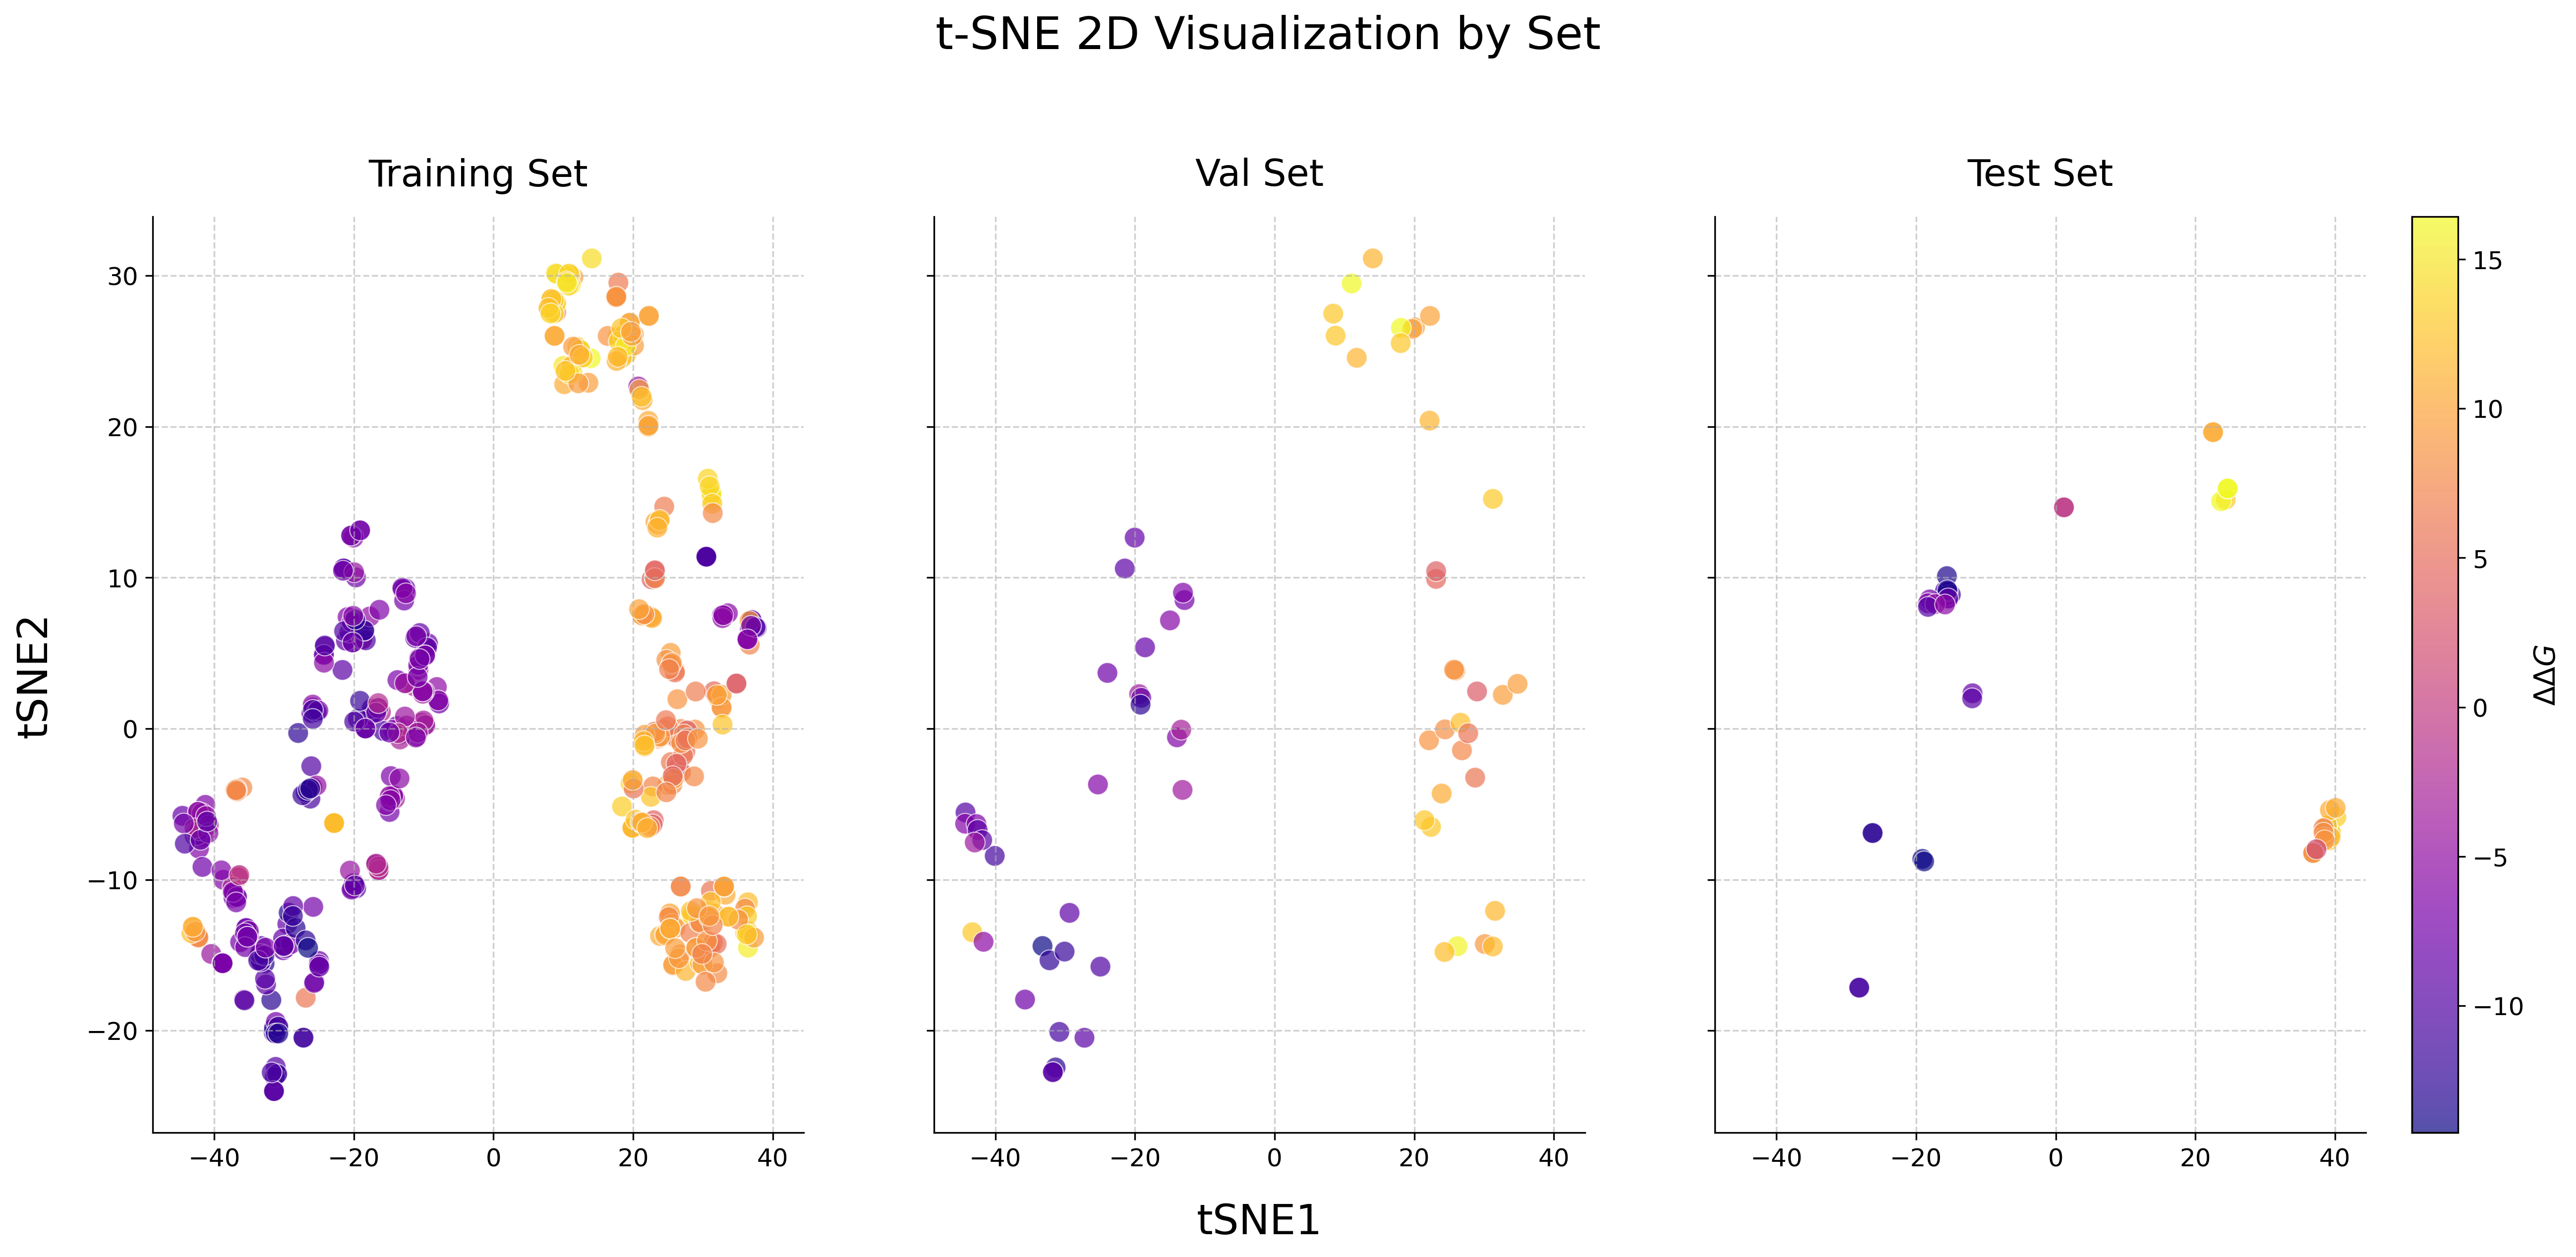 t-SNE 2D Visualization by Set
Training Set
Val Set
Test Set
tSNE2
30
20
10
0
−10
−20
−40 −20 0 20 40
−40 −20 0 20 40
−40 −20 0 20 40
tSNE1
15
10
5
0
−5
−10
ΔΔG